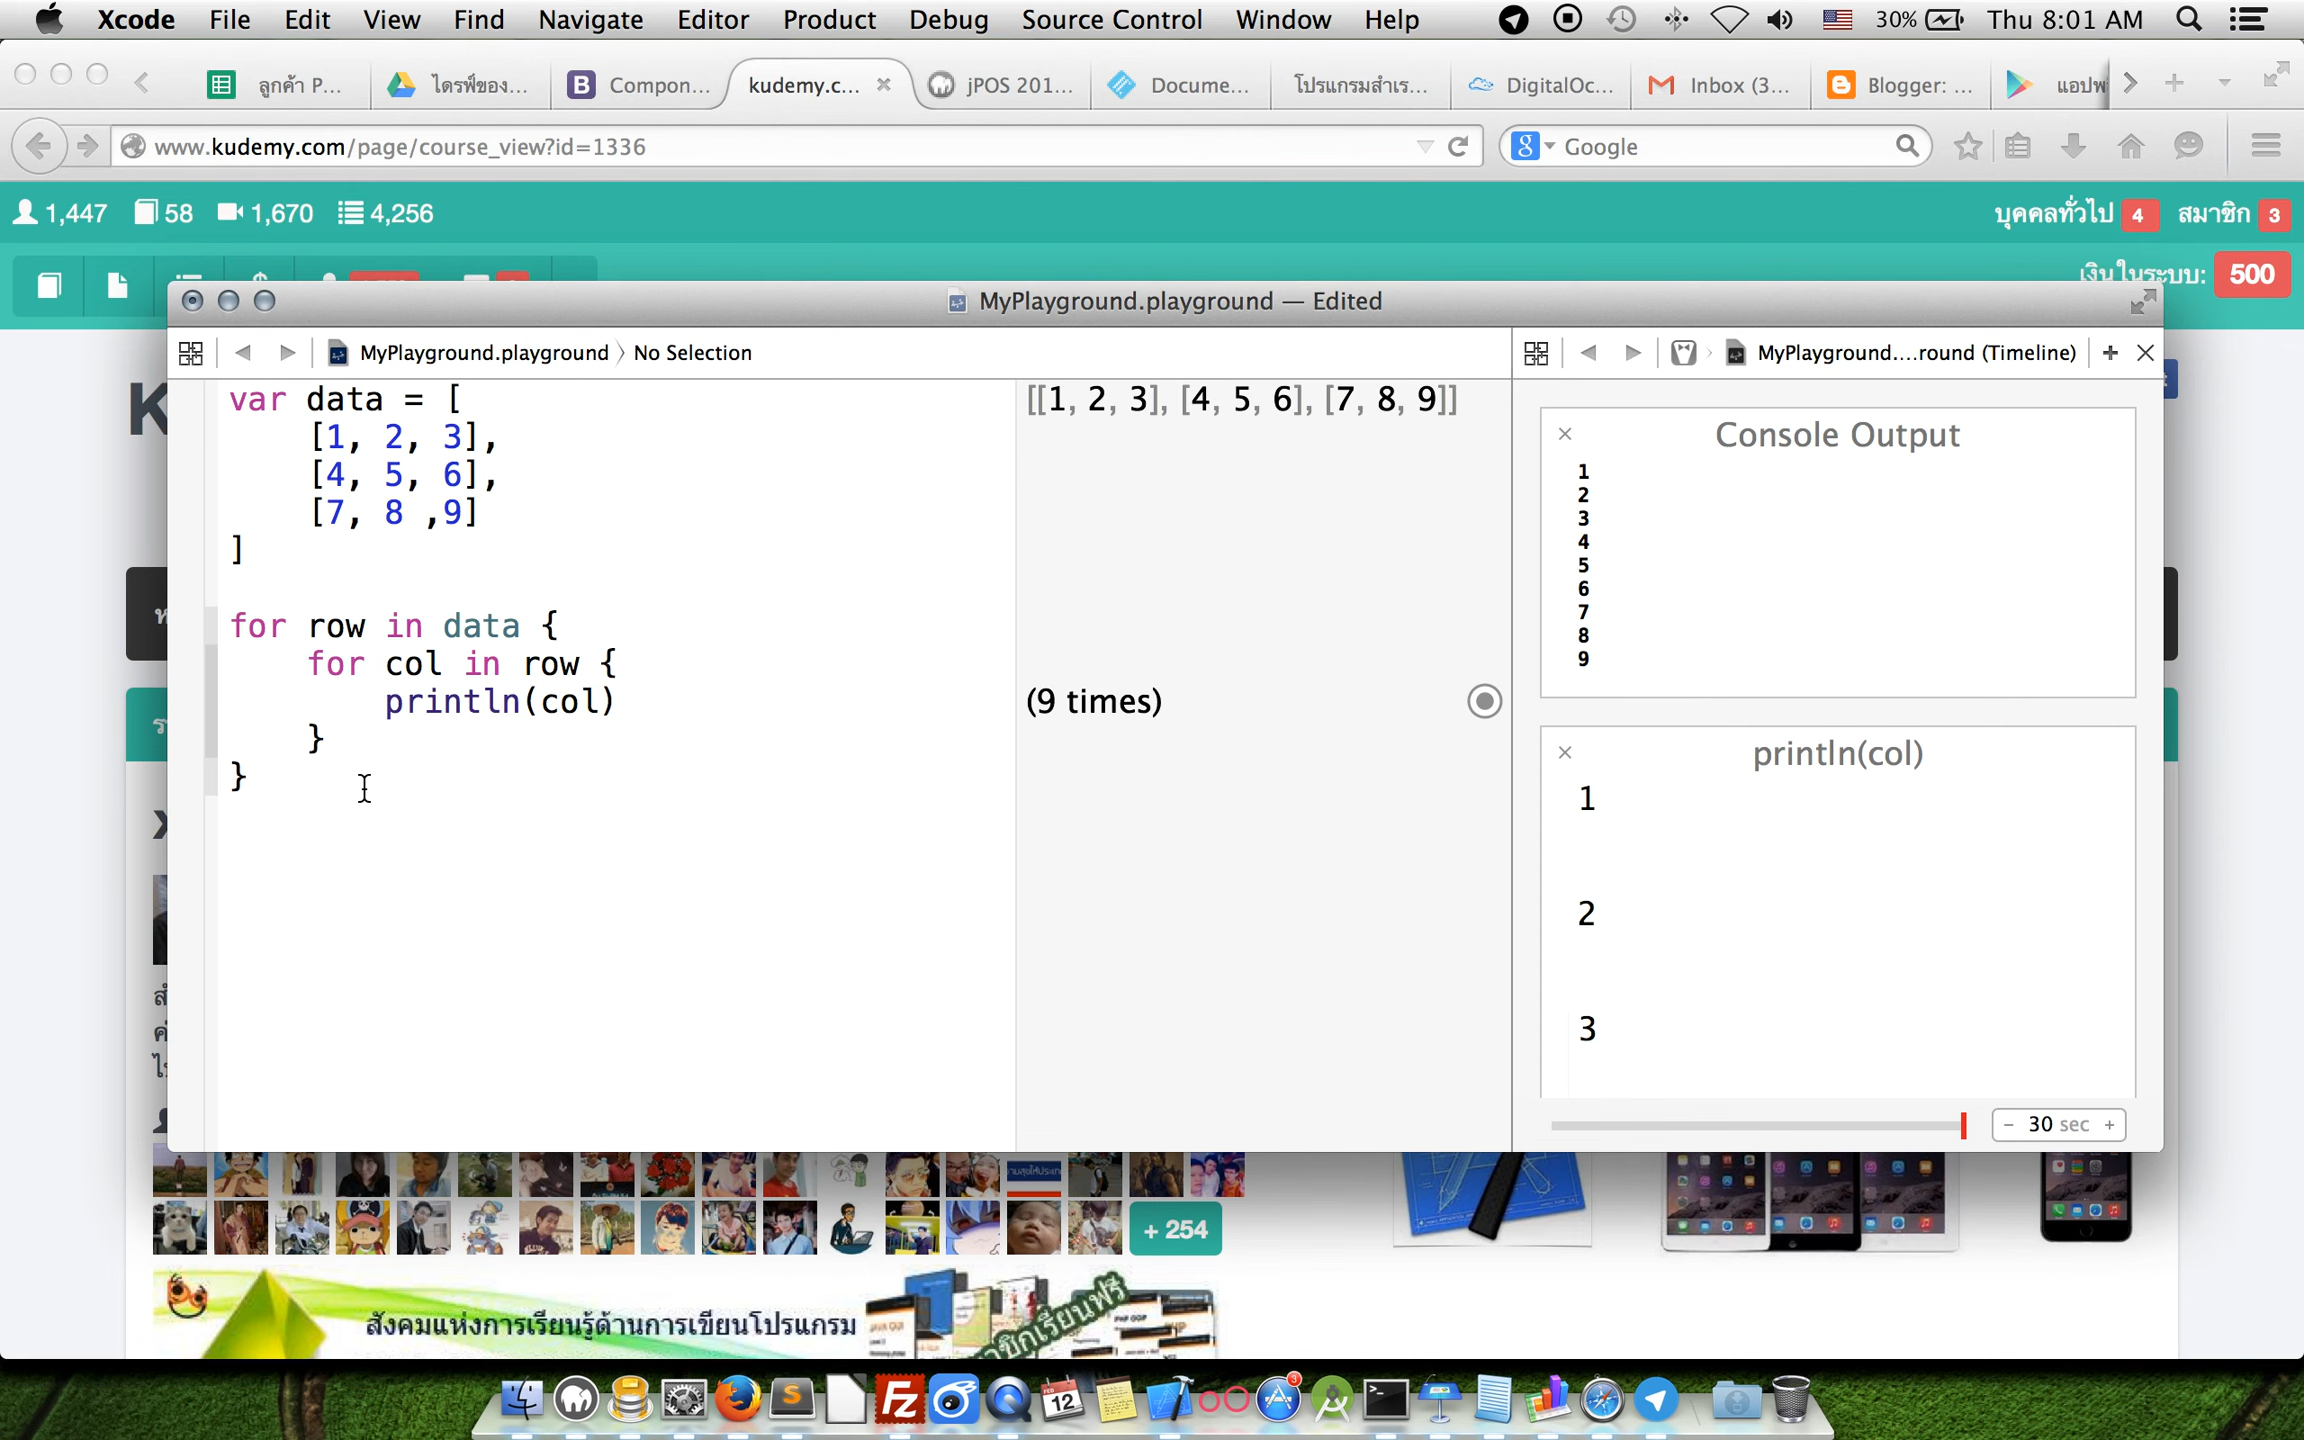 Xcode File Edit View Find Navigate Editor Product Debug Source Control Window Help 30% Thu 8:01 AM
ลูกค้า P... ไดรฟ์ของ... Compon... kudemy.c... jPOS 201... Docume... โปรแกรมสำเร... DigitalOc... Inbox (3... Blogger: ...
www.kudemy.com/page/course_view?id=1336 Google
1,447 58 1,670 4,256 บุคคลทั่วไป 4 สมาชิก 3
เงินในระบบ: 500
MyPlayground.playground — Edited
MyPlayground.playground No Selection MyPlayground....round (Timeline)
K
var data = [
[1, 2, 3],
[4, 5, 6],
[7, 8 ,9]
]
for row in data {
for col in row {
println(col)
}
}
[[1, 2, 3], [4, 5, 6], [7, 8, 9]]
(9 times)
Console Output
1
2
3
4
5
6
7
8
9
println(col)
1
2
3
- 30 sec +
+ 254
สังคมแห่งการเรียนรู้ด้านการเขียนโปรแกรม
FEB
12
3